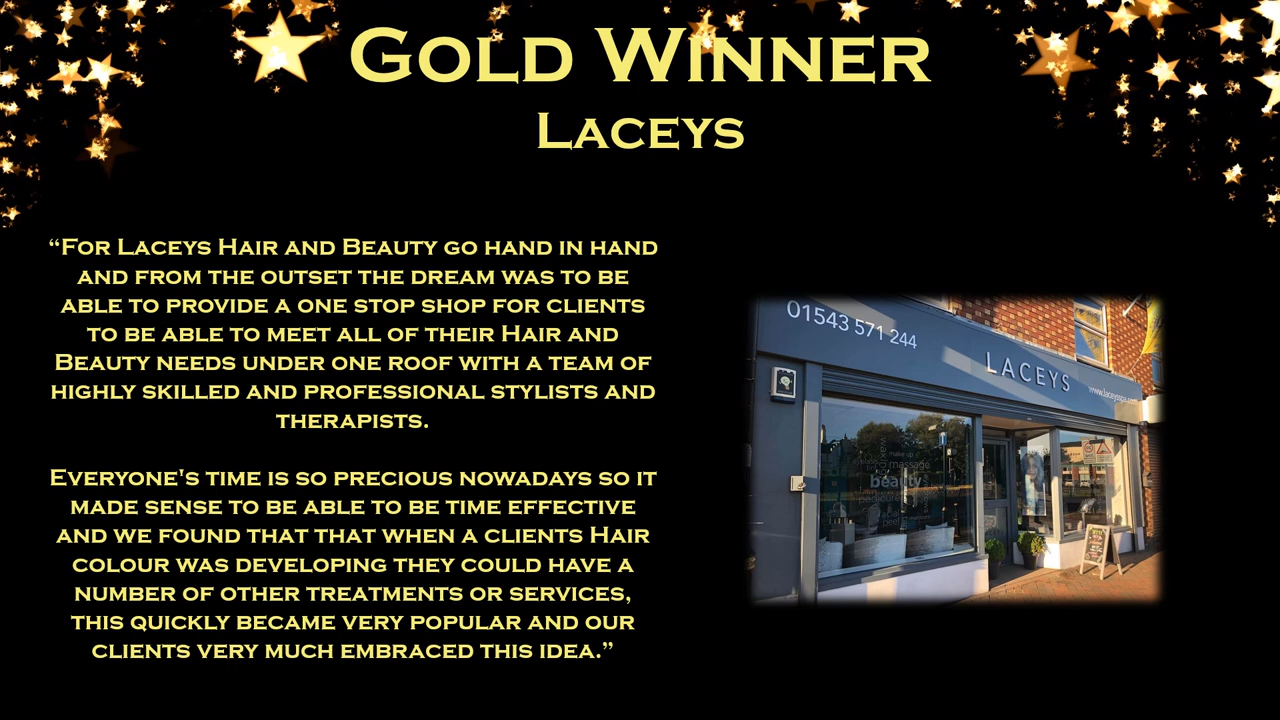 Gold Winner
Laceys
“For Laceys Hair and Beauty go hand in hand
and from the outset the dream was to be
able to provide a one stop shop for clients
to be able to meet all of their Hair and
Beauty needs under one roof with a team of
highly skilled and professional stylists and
therapists.
Everyone's time is so precious nowadays so it
made sense to be able to be time effective
and we found that that when a clients Hair
colour was developing they could have a
number of other treatments or services,
this quickly became very popular and our
clients very much embraced this idea.”
01543 571 244
LACEYS
make up
massage
beauty
pedicure